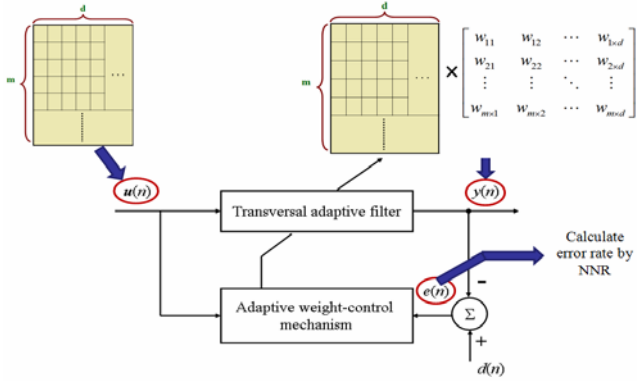 d
d
m
...
m
...
×
w11 w12 ⋯ w1×d
w21 w22 ⋯ w2×d
⋮ ⋮ ⋱ ⋮
wm×1 wm×2 ⋯ wm×d
u(n)
y(n)
Transversal adaptive filter
Calculate
error rate by
NNR
e(n)
−
Adaptive weight-control
mechanism
Σ
+
d(n)